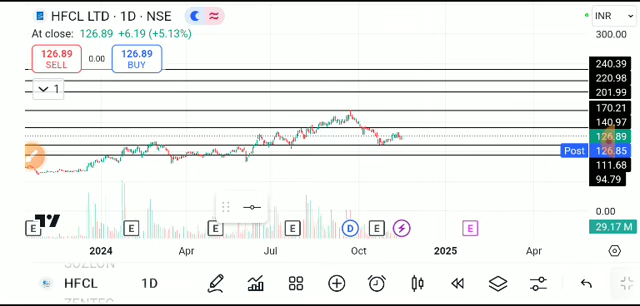 HFCL LTD · 1D · NSE
INR
At close: 126.89 +6.19 (+5.13%)
300.00
126.89
SELL
0.00
126.89
BUY
1
240.39
220.98
201.99
170.21
140.97
126.89
Post 126.85
111.68
94.79
0.00
E E E E D E E
29.17 M
2024 Apr Jul Oct 2025 Apr
HFCL 1D